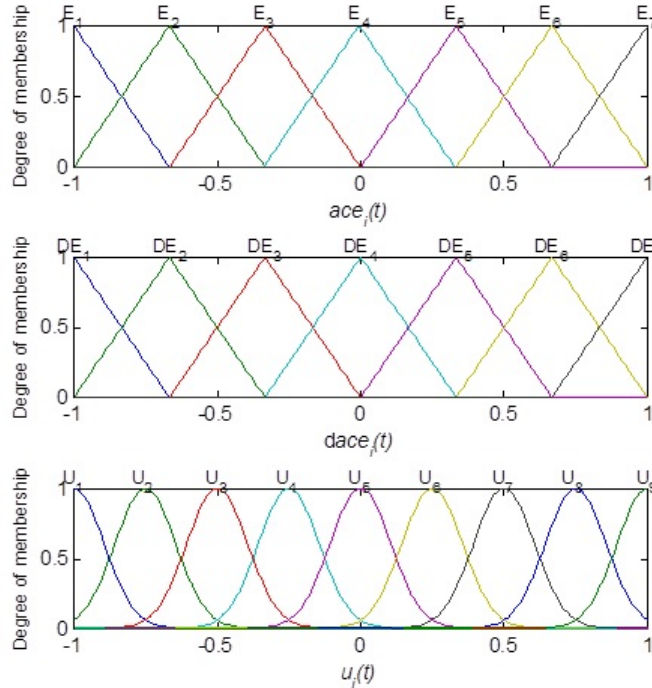 E1 E2 E3 E4 E5 E6 E7
Degree of membership
1
0.5
0
-1 -0.5 0 0.5 1
ace_i(t)
DE1 DE2 DE3 DE4 DE5 DE6 DE
Degree of membership
1
0.5
0
-1 -0.5 0 0.5 1
dace_i(t)
U1 U2 U3 U4 U5 U6 U7 U8 U9
Degree of membership
1
0.5
0
-1 -0.5 0 0.5 1
u_i(t)